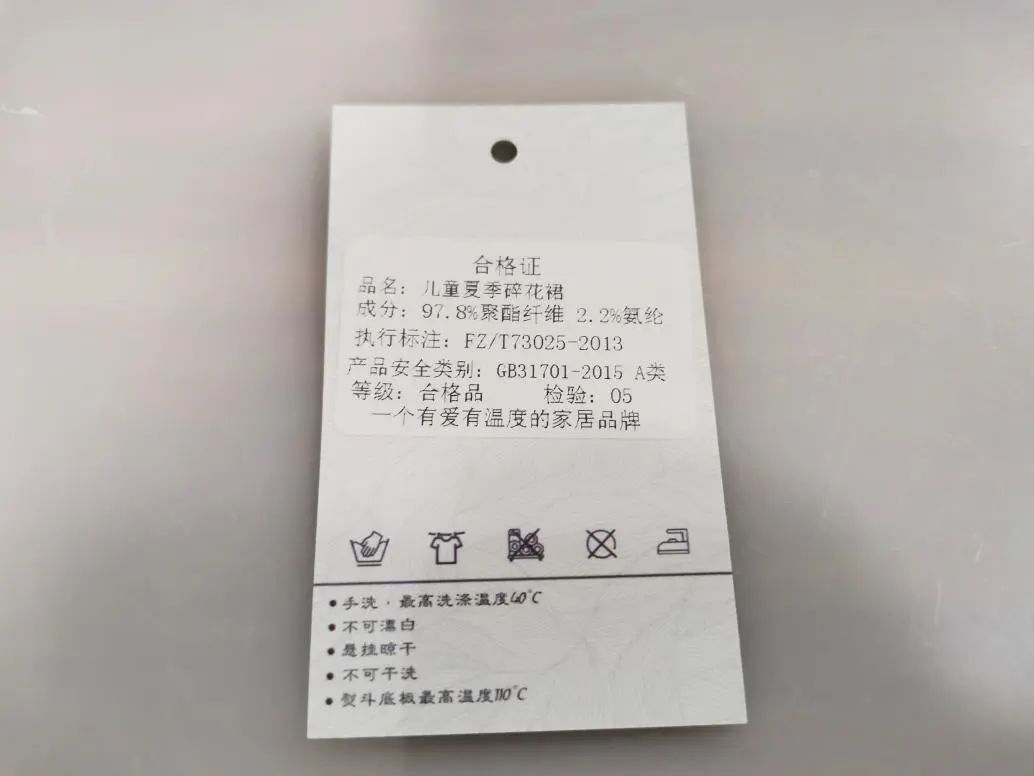 合格证
品名：儿童夏季碎花裙
成分：97.8%聚酯纤维 2.2%氨纶
执行标注：FZ/T73025-2013
产品安全类别：GB31701-2015 A类
等级：合格品 检验：05
一个有爱有温度的家居品牌
• 手洗，最高洗涤温度40°C
• 不可漂白
• 悬挂晾干
• 不可干洗
• 熨斗底板最高温度110°C